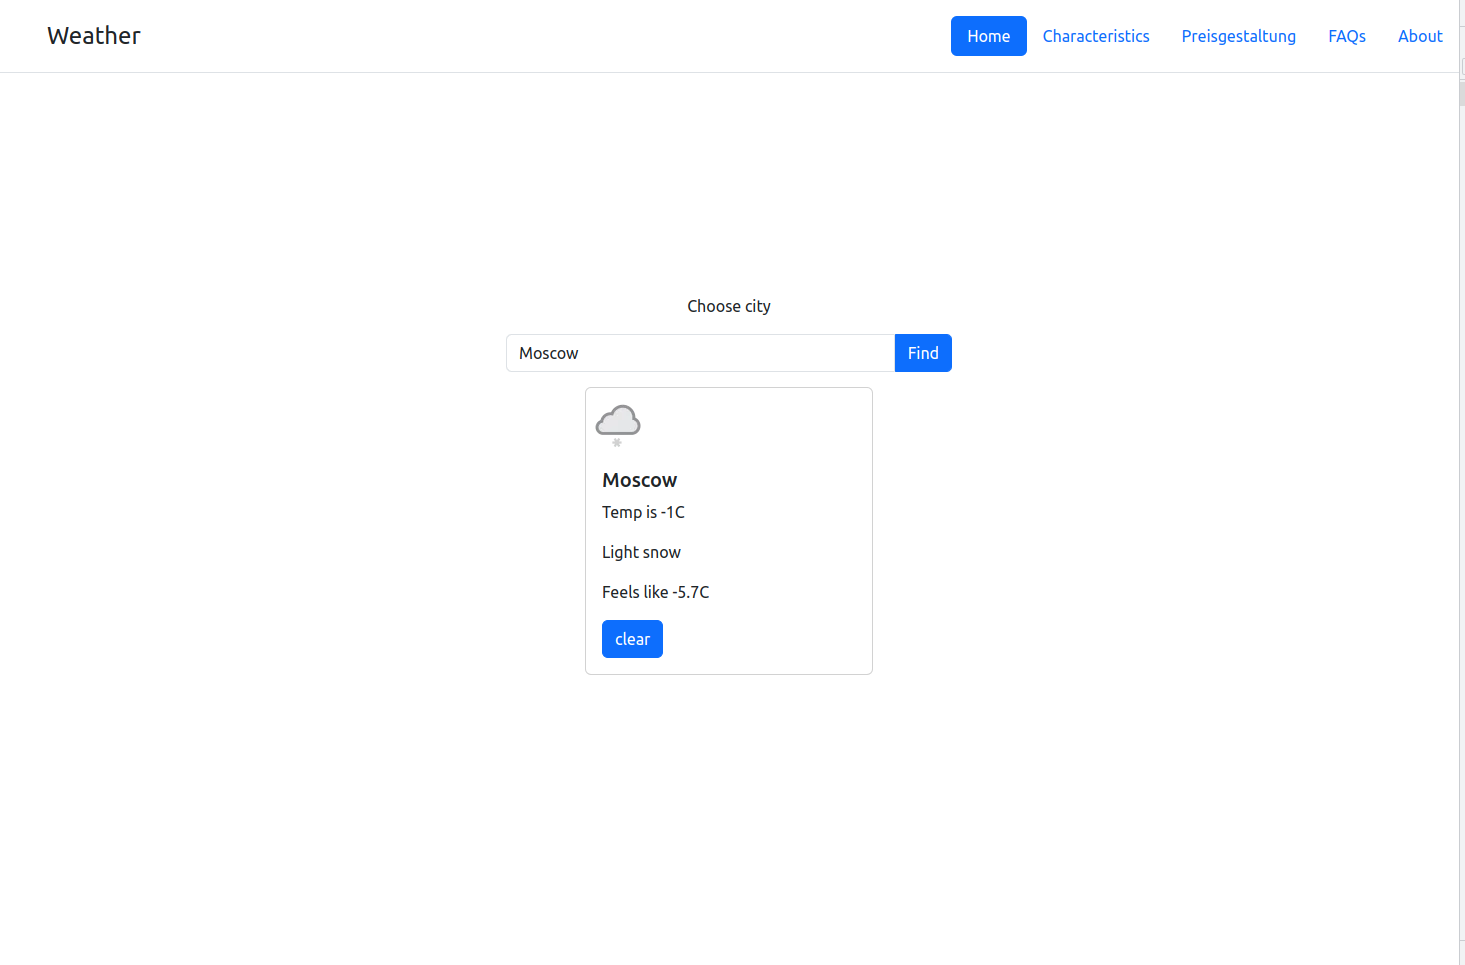 Weather
Home Characteristics Preisgestaltung FAQs About
Choose city
Moscow Find
Moscow
Temp is -1C
Light snow
Feels like -5.7C
clear